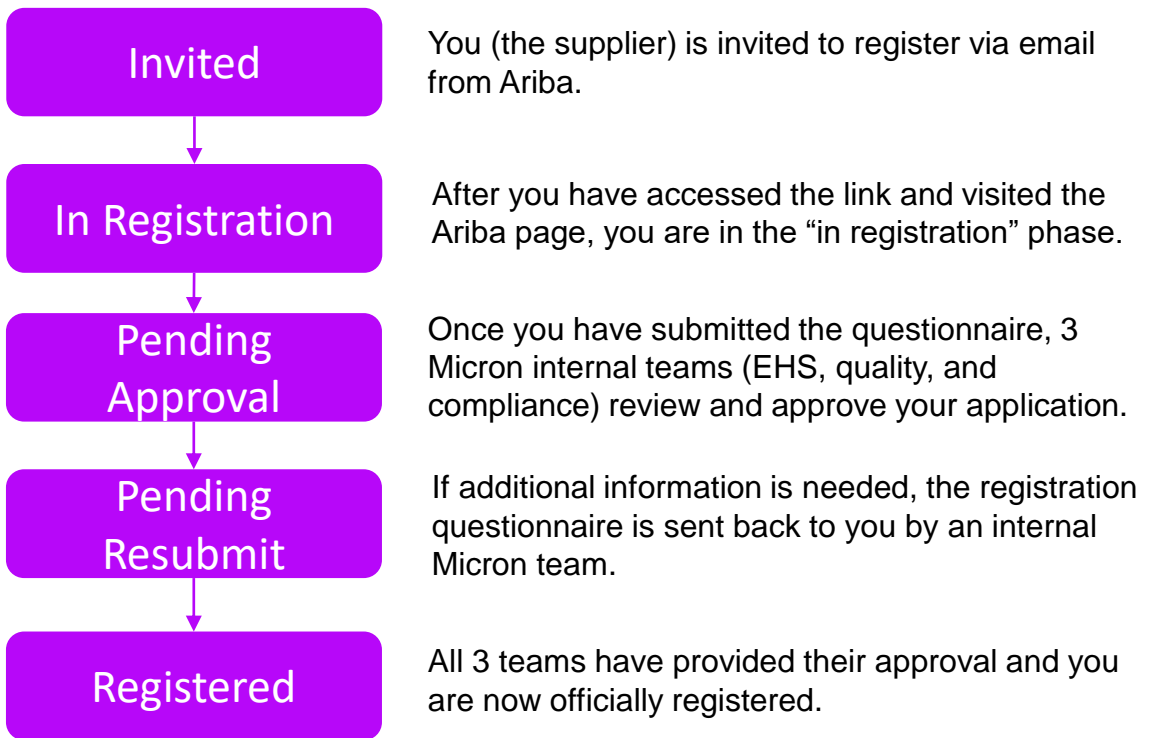 Invited
You (the supplier) is invited to register via email
from Ariba.
In Registration
After you have accessed the link and visited the
Ariba page, you are in the “in registration” phase.
Pending
Approval
Once you have submitted the questionnaire, 3
Micron internal teams (EHS, quality, and
compliance) review and approve your application.
Pending
Resubmit
If additional information is needed, the registration
questionnaire is sent back to you by an internal
Micron team.
Registered
All 3 teams have provided their approval and you
are now officially registered.